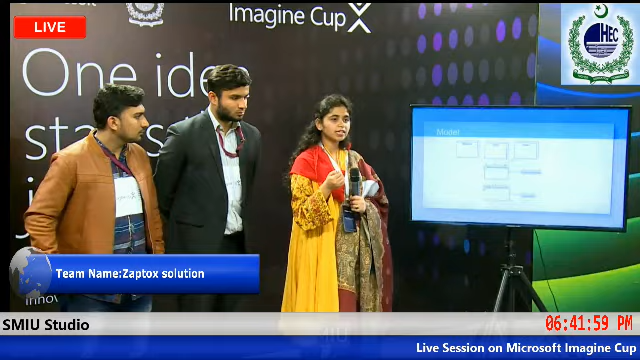 LIVE
Imagine Cup
HEC
One idea
Model
Team Name:Zaptox solution
SMIU Studio
06:41:59 PM
Live Session on Microsoft Imagine Cup